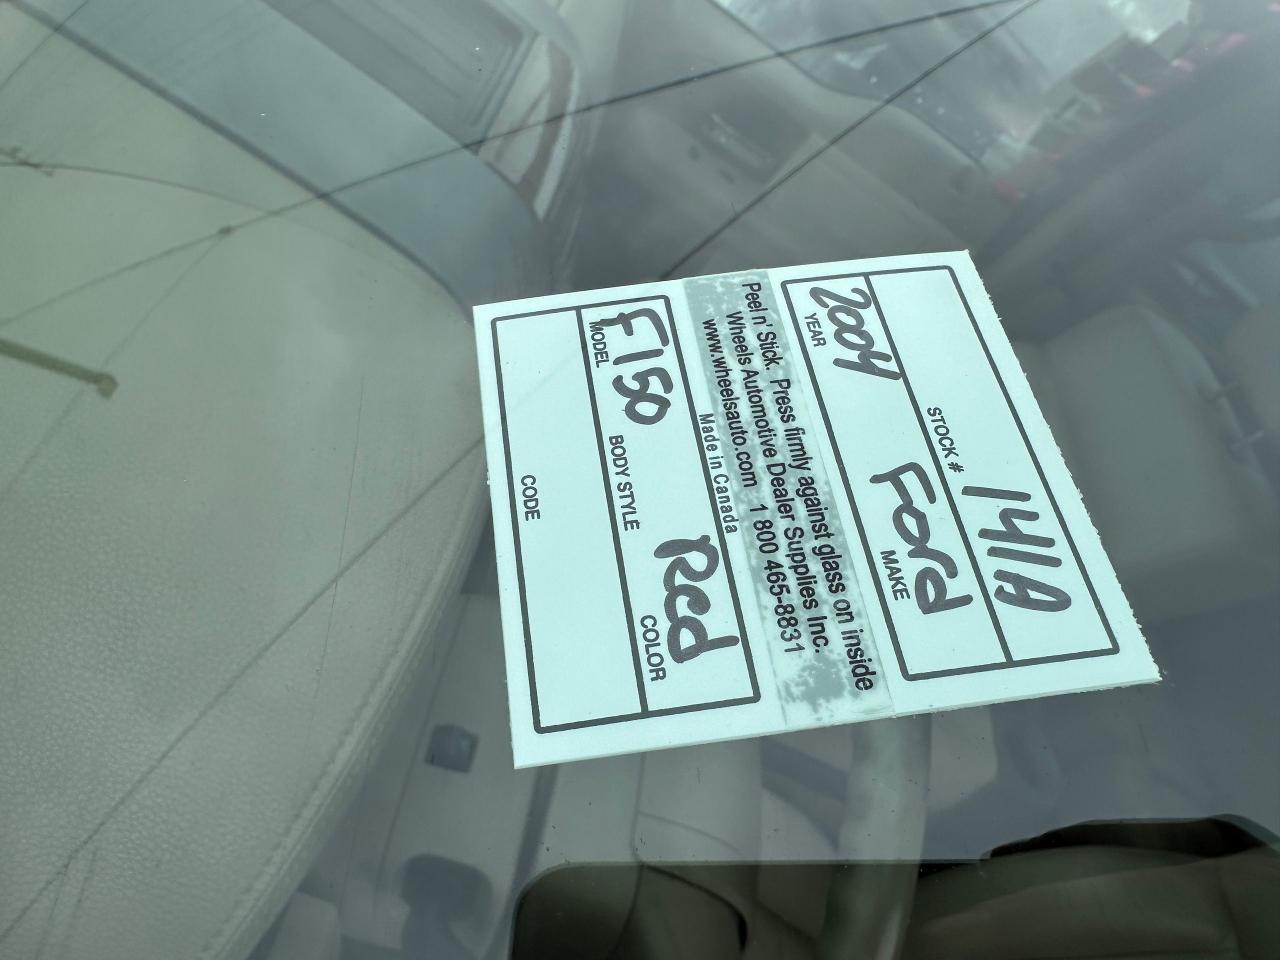 1411A
STOCK #
2004 Ford
YEAR MAKE
Peel n' Stick. Press firmly against glass on inside
Wheels Automotive Dealer Supplies Inc.
www.wheelsauto.com 1 800 465-8831
Made in Canada
F150 Red
MODEL BODY STYLE COLOR
CODE